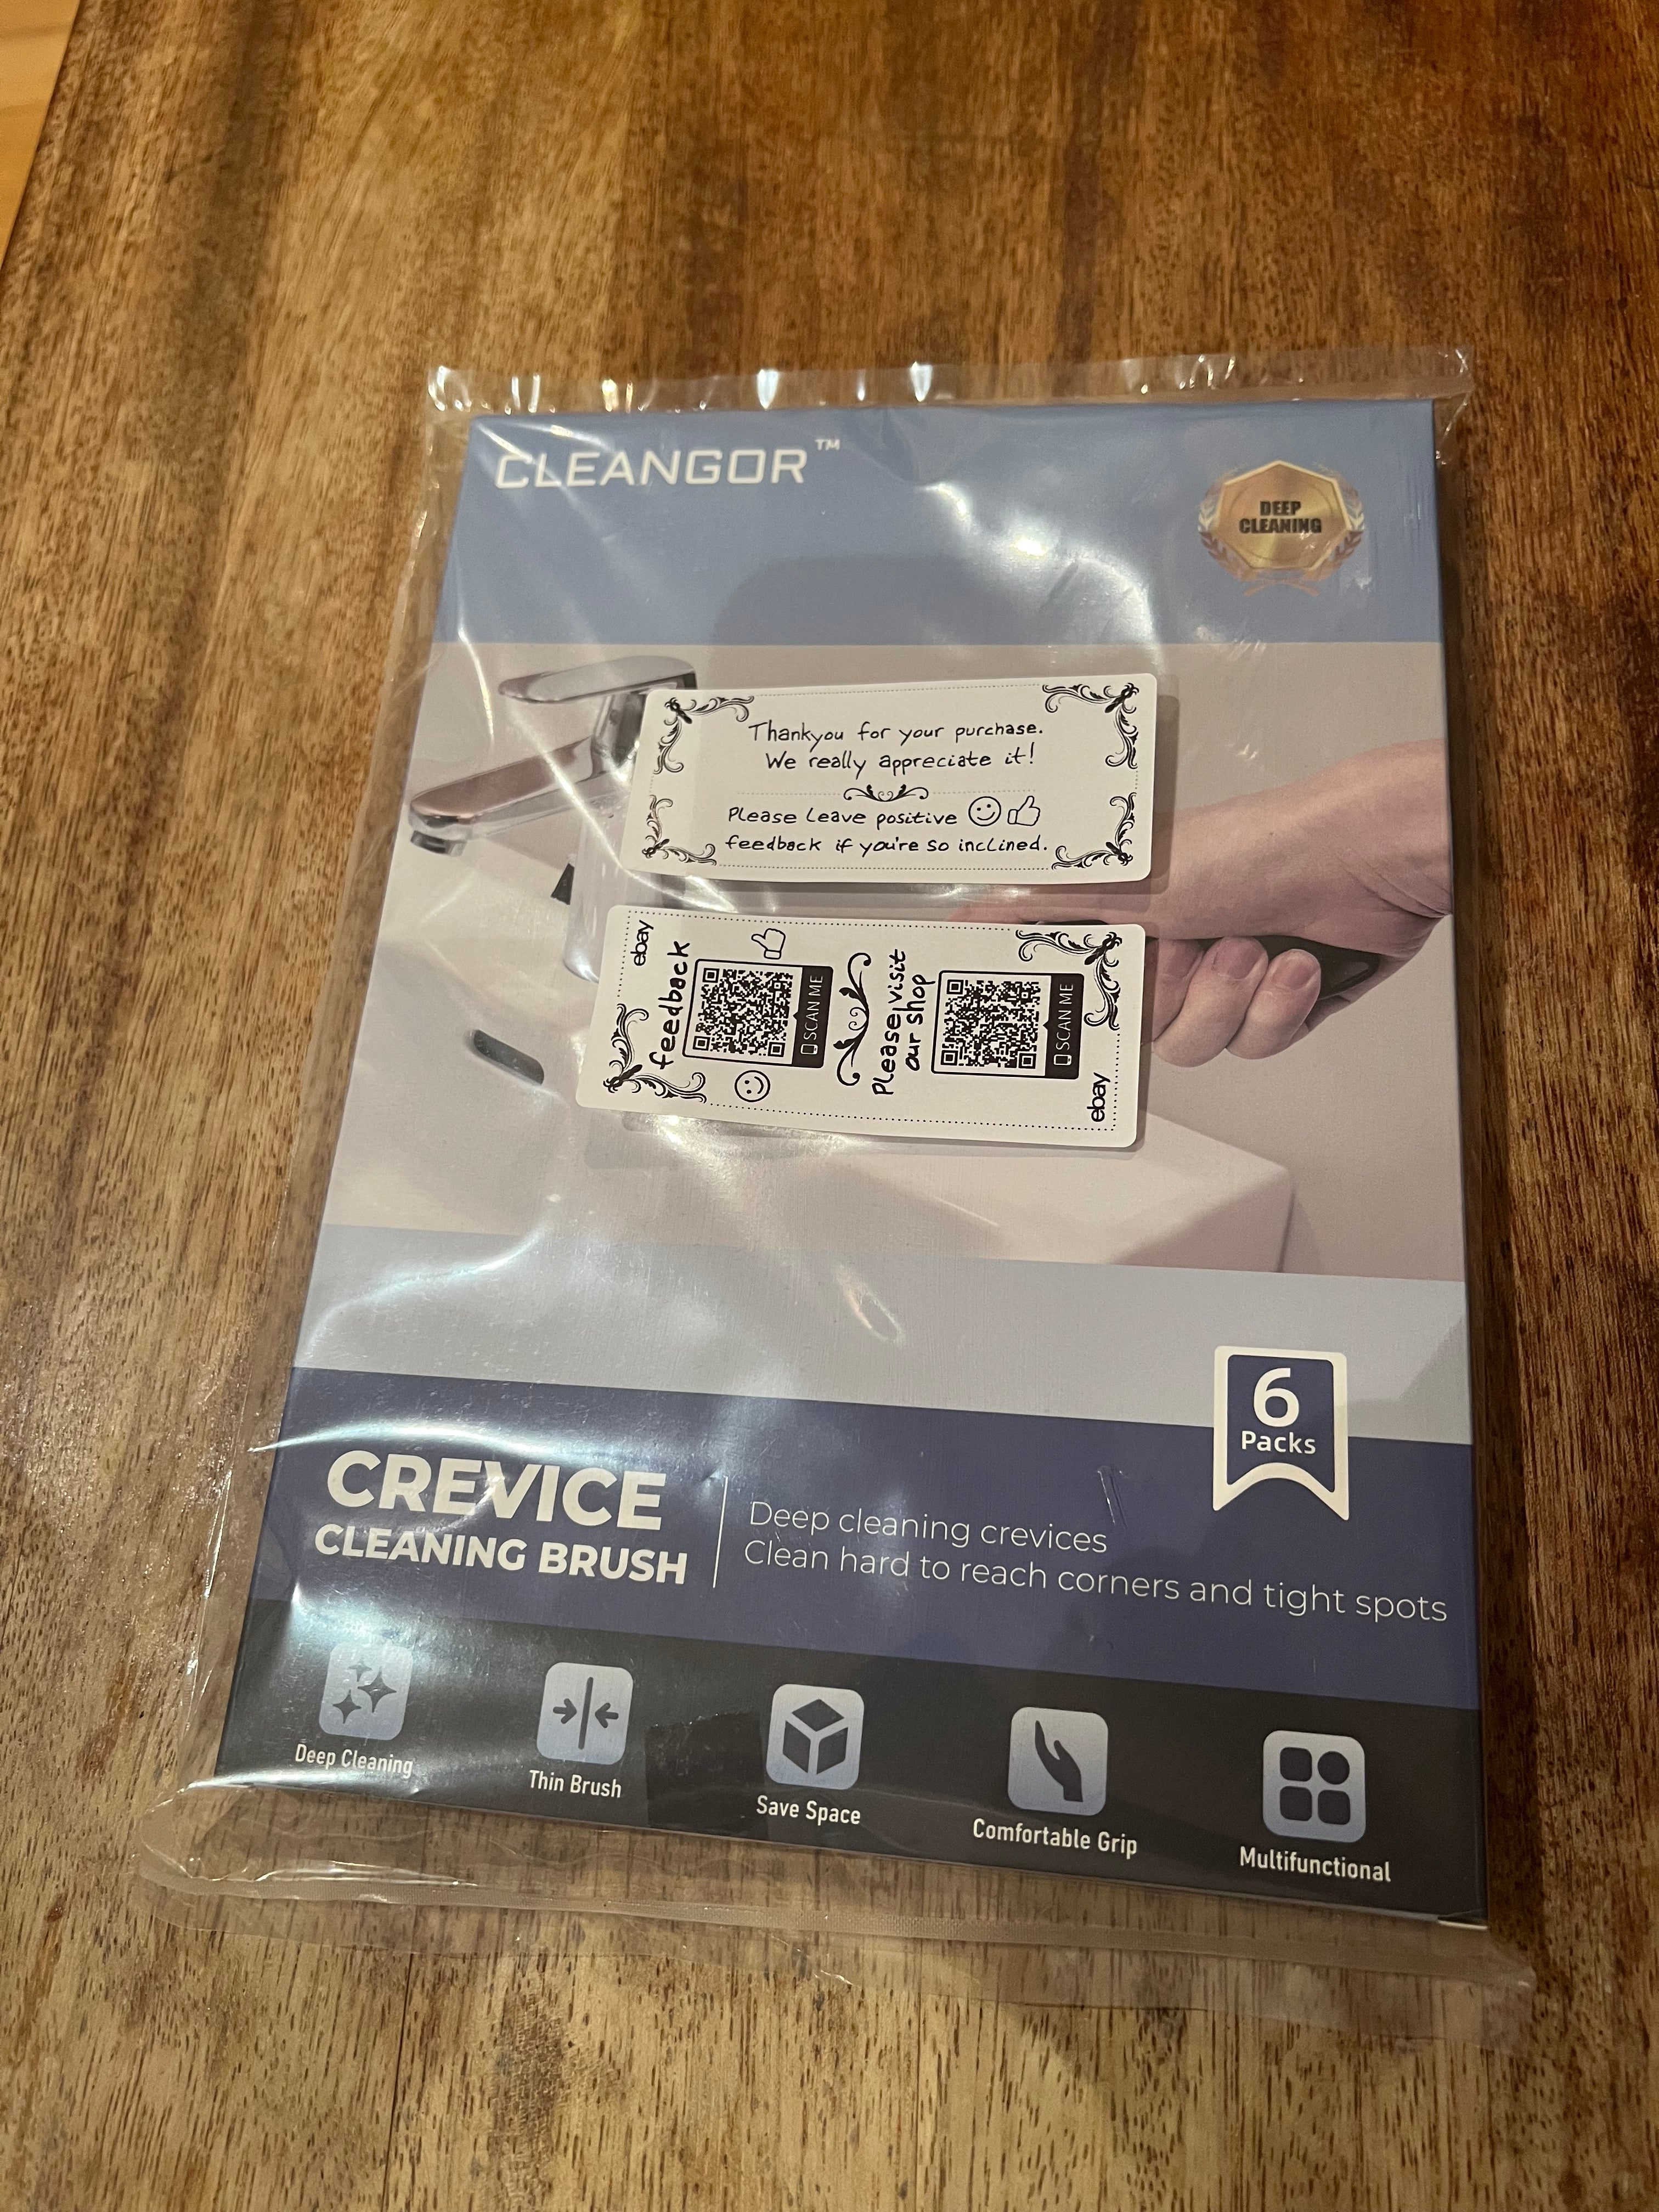 CLEANGOR™
DEEP
CLEANING
Thankyou for your purchase.
We really appreciate it!
Please leave positive
feedback if you're so inclined.
ebay
feedback
SCAN ME
Please visit
our shop
SCAN ME
ebay
6
Packs
CREVICE
CLEANING BRUSH
Deep cleaning crevices
Clean hard to reach corners and tight spots
Deep Cleaning
Thin Brush
Save Space
Comfortable Grip
Multifunctional